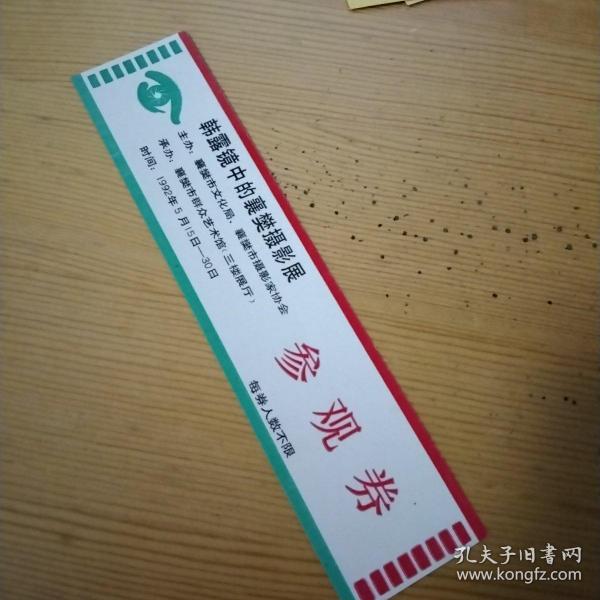 韩露镜中的襄樊摄影展
主办：襄樊市文化局、襄樊市摄影家协会
承办：襄樊市群众艺术馆（三楼展厅）
时间：1992年5月15日—30日
参观券
每券人数不限
孔夫子旧書网
www.kongfz.com